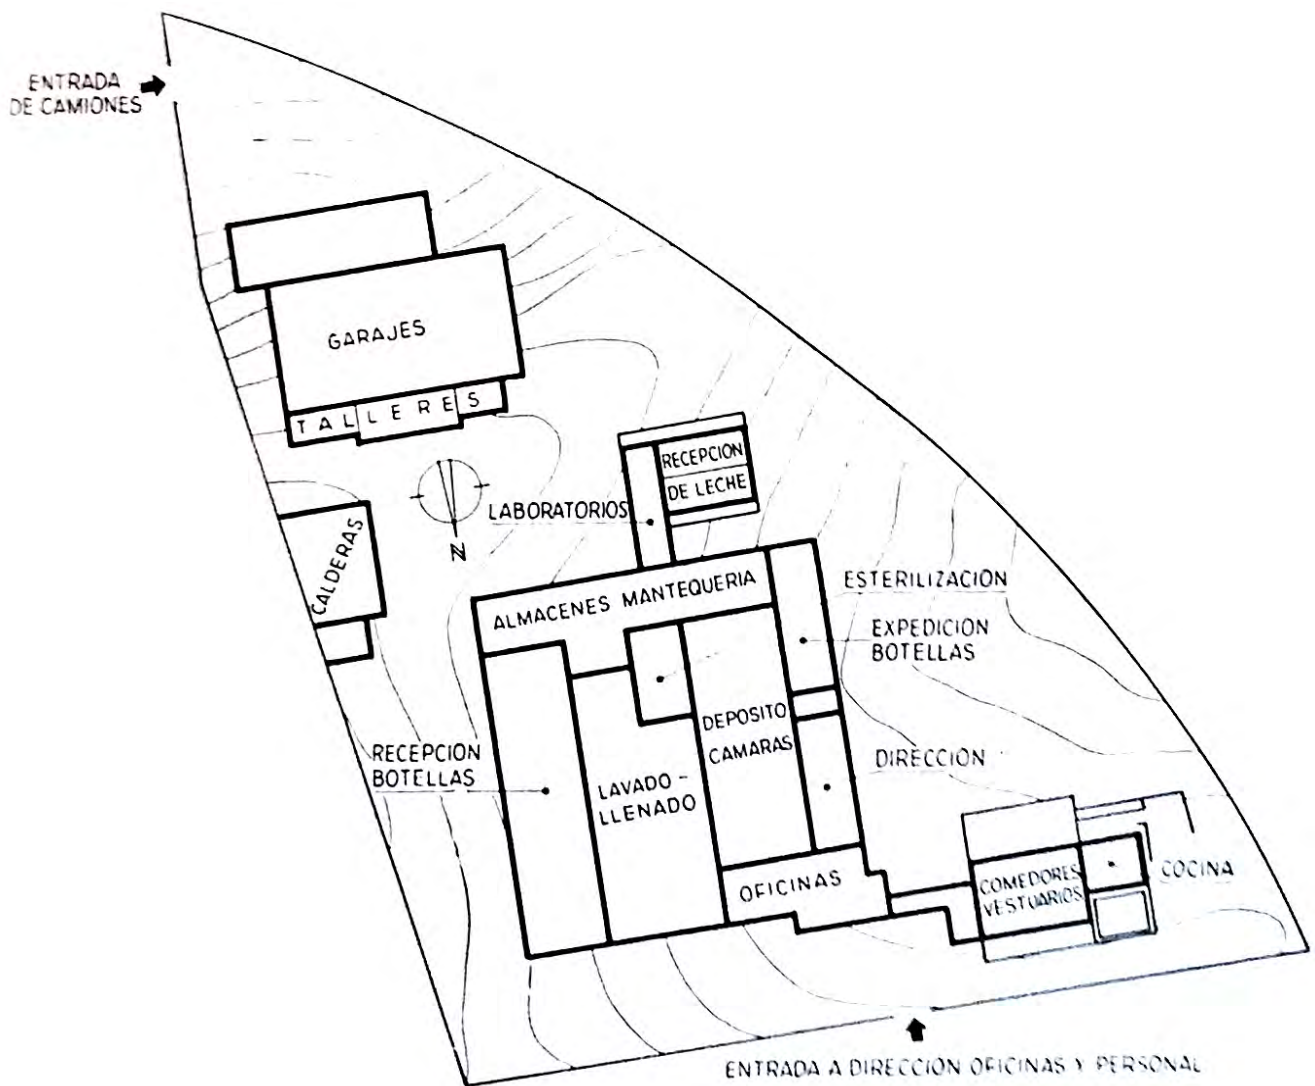 ENTRADA
DE CAMIONES
GARAJES
TALLERES
RECEPCION
DE LECHE
LABORATORIOS
N
CALDERAS
ALMACENES MANTEQUERIA
ESTERILIZACION
EXPEDICION
BOTELLAS
DEPOSITO
CAMARAS
RECEPCION
BOTELLAS
LAVADO-
LLENADO
DIRECCION
OFICINAS
COMEDORES
VESTUARIOS
COCINA
ENTRADA A DIRECCION OFICINAS Y PERSONAL